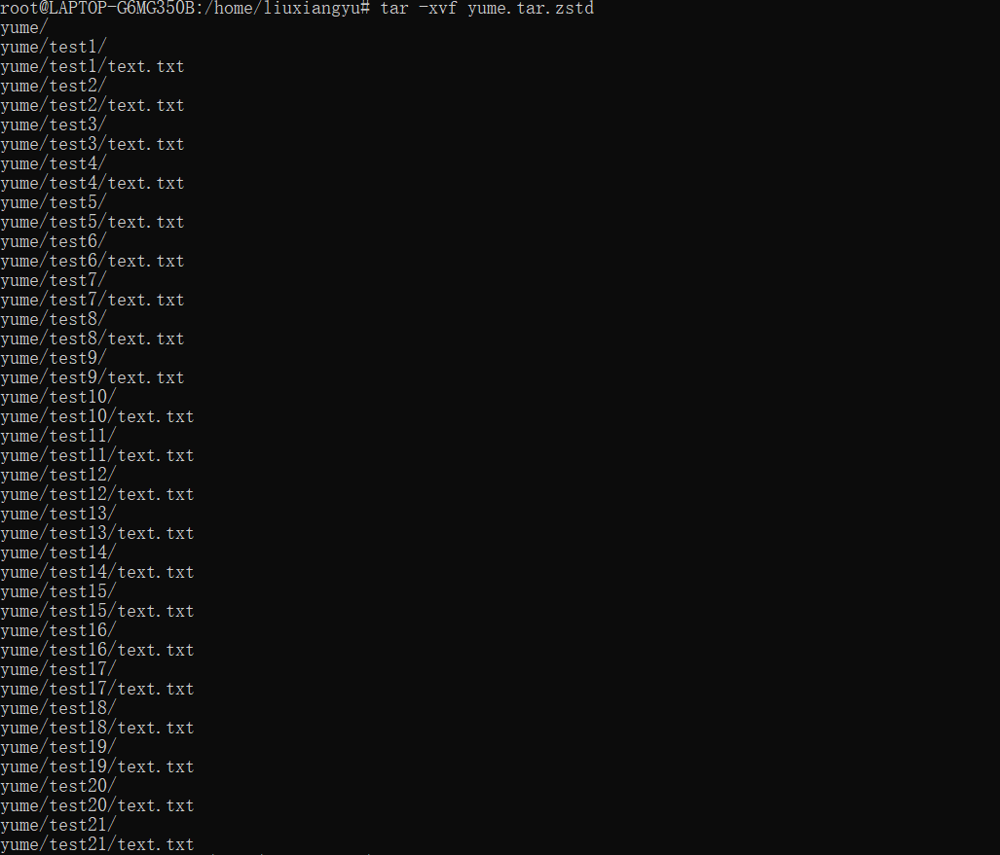 root@LAPTOP-G6MG350B:/home/liuxiangyu# tar -xvf yume.tar.zstd
yume/
yume/test1/
yume/test1/text.txt
yume/test2/
yume/test2/text.txt
yume/test3/
yume/test3/text.txt
yume/test4/
yume/test4/text.txt
yume/test5/
yume/test5/text.txt
yume/test6/
yume/test6/text.txt
yume/test7/
yume/test7/text.txt
yume/test8/
yume/test8/text.txt
yume/test9/
yume/test9/text.txt
yume/test10/
yume/test10/text.txt
yume/test11/
yume/test11/text.txt
yume/test12/
yume/test12/text.txt
yume/test13/
yume/test13/text.txt
yume/test14/
yume/test14/text.txt
yume/test15/
yume/test15/text.txt
yume/test16/
yume/test16/text.txt
yume/test17/
yume/test17/text.txt
yume/test18/
yume/test18/text.txt
yume/test19/
yume/test19/text.txt
yume/test20/
yume/test20/text.txt
yume/test21/
yume/test21/text.txt